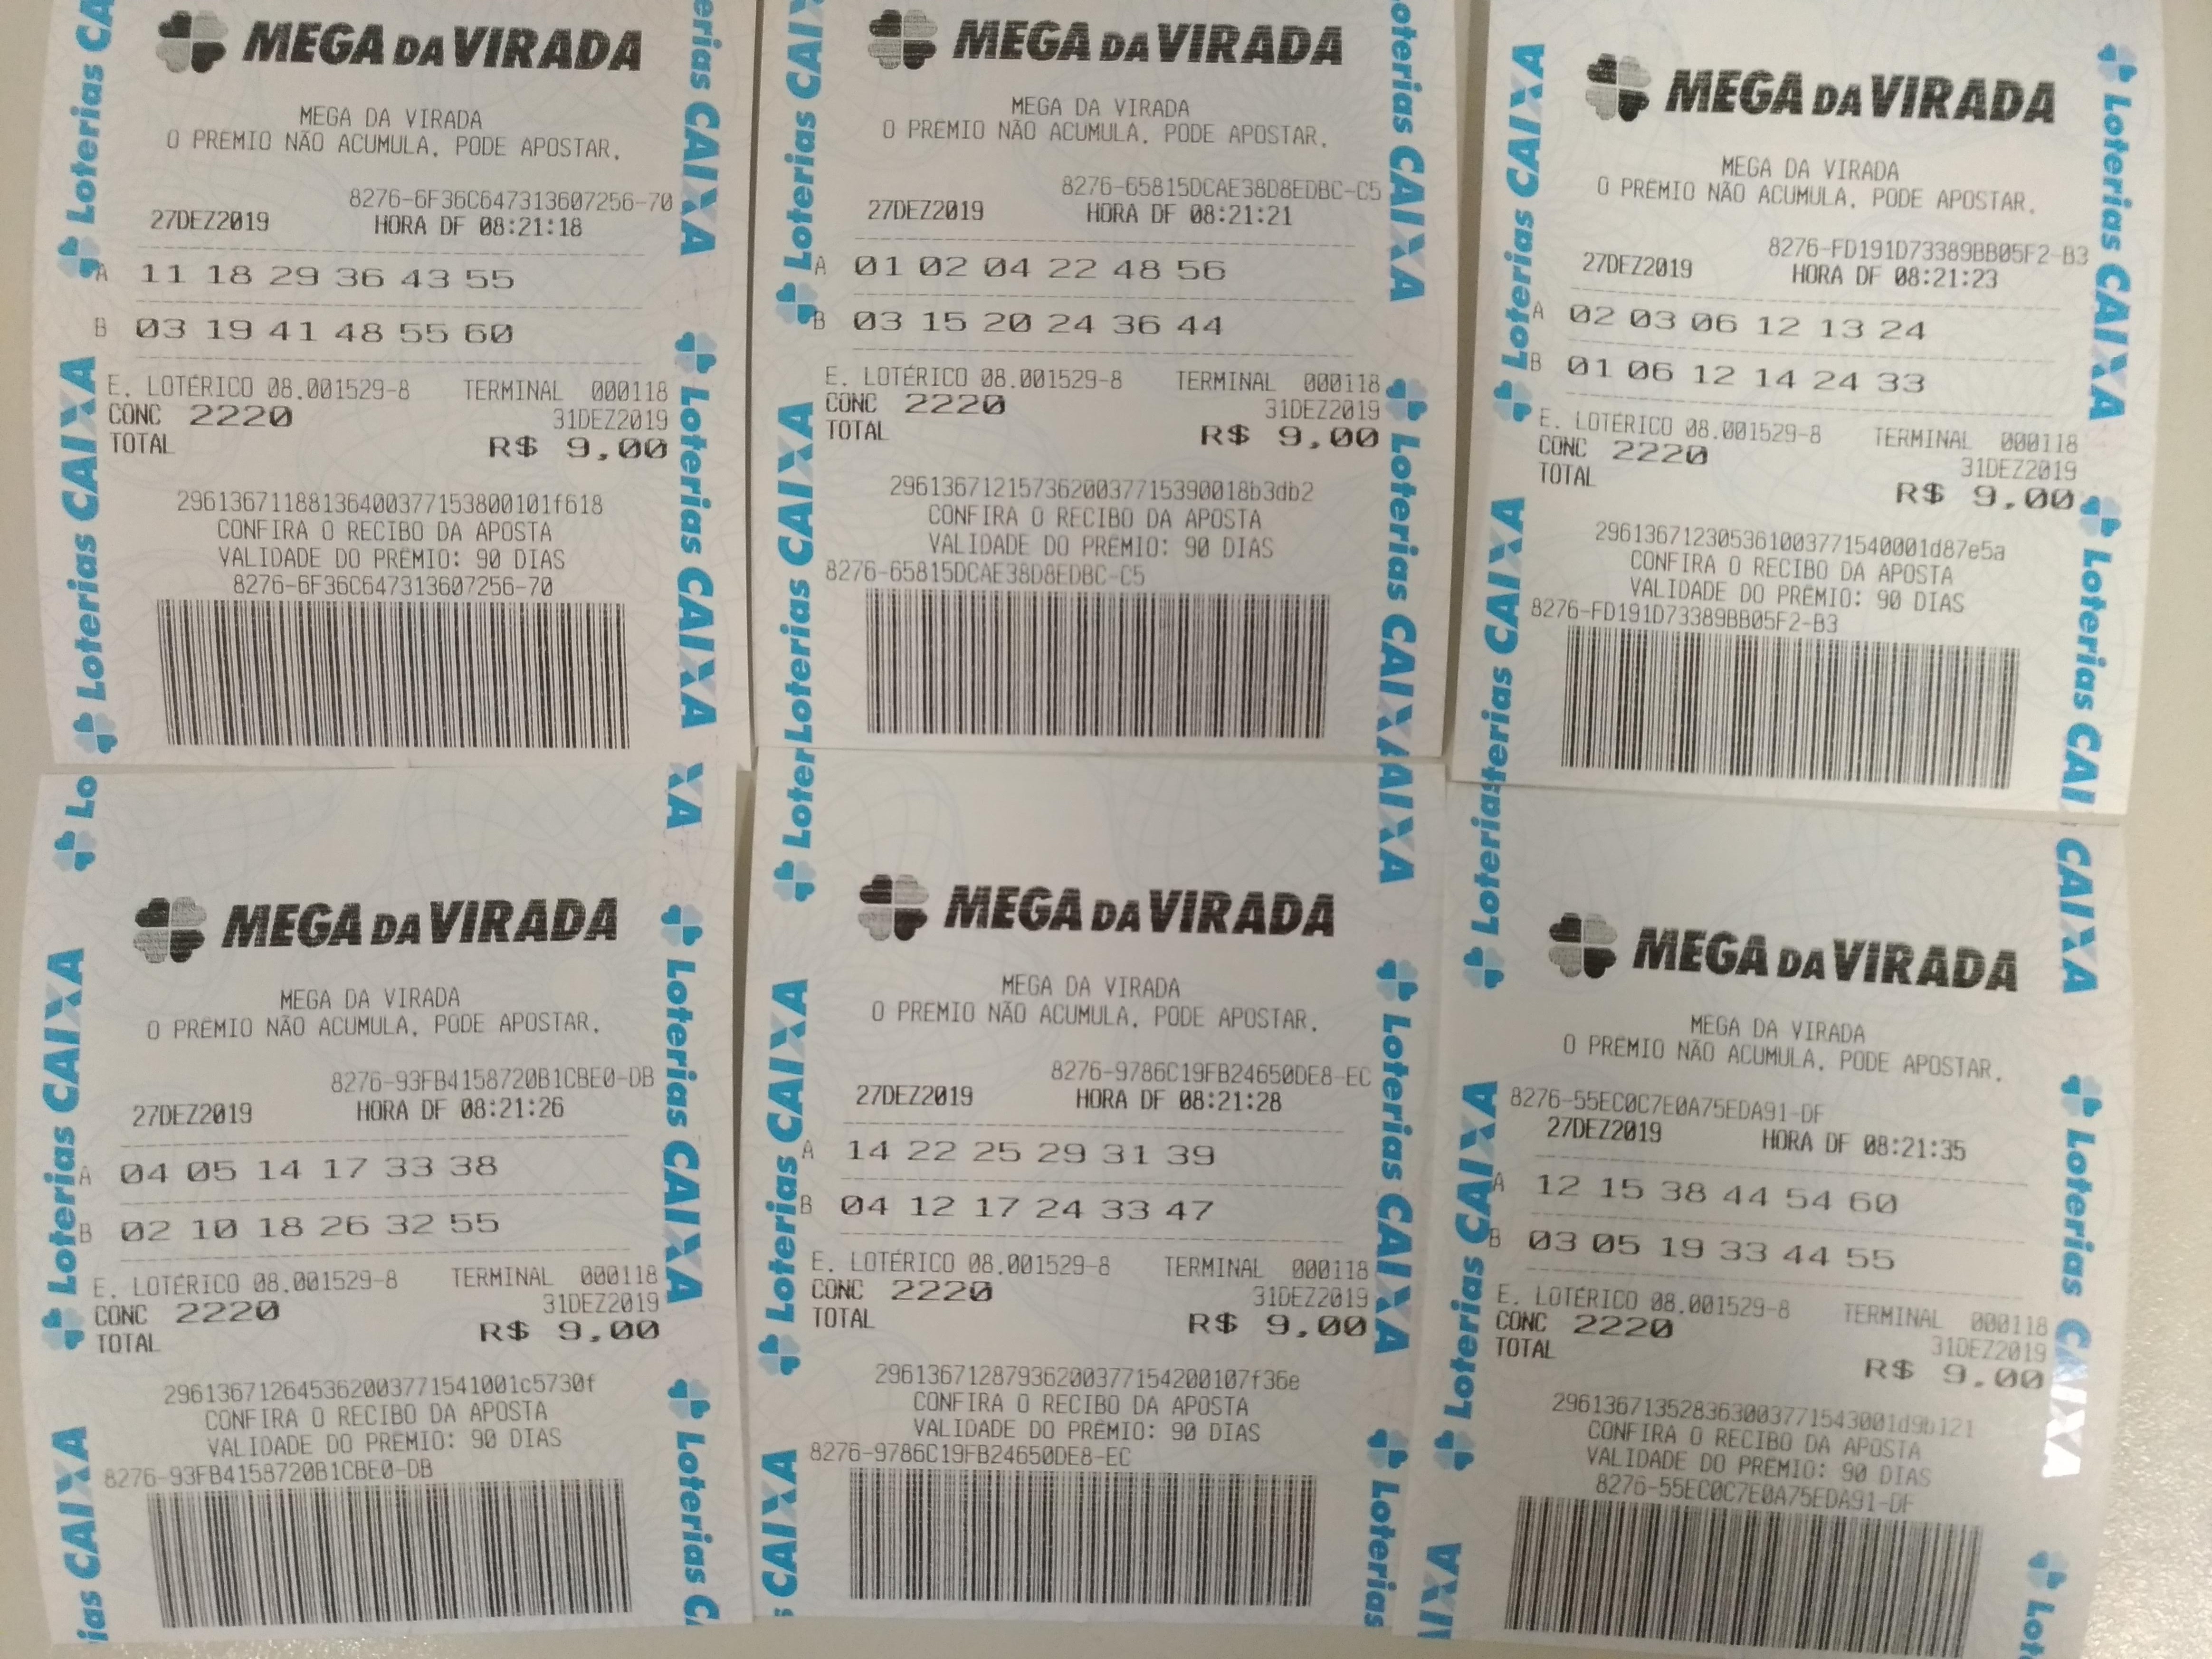 MEGA DA VIRADA
MEGA DA VIRADA
O PRÊMIO NÃO ACUMULA. PODE APOSTAR.
8276-6F36C647313607256-70
27DEZ2019 HORA DF 08:21:18
A 11 18 29 36 43 55
B 03 19 41 48 55 60
E. LOTÉRICO 08.001529-8 TERMINAL 000118
CONC 2220 31DEZ2019
TOTAL R$ 9,00
29613671188136400377153800101f618
CONFIRA O RECIBO DA APOSTA
VALIDADE DO PRÊMIO: 90 DIAS
8276-6F36C647313607256-70
Loterias CAIXA
MEGA DA VIRADA
MEGA DA VIRADA
O PRÊMIO NÃO ACUMULA. PODE APOSTAR.
8276-65815DCAE38D8EDBC-C5
27DEZ2019 HORA DF 08:21:21
A 01 02 04 22 48 56
B 03 15 20 24 36 44
E. LOTÉRICO 08.001529-8 TERMINAL 000118
CONC 2220 31DEZ2019
TOTAL R$ 9,00
296136712157362003771539001 8b3db2
CONFIRA O RECIBO DA APOSTA
VALIDADE DO PRÊMIO: 90 DIAS
8276-65815DCAE38D8EDBC-C5
Loterias CAIXA
MEGA DA VIRADA
MEGA DA VIRADA
O PRÊMIO NÃO ACUMULA. PODE APOSTAR.
8276-FD191D73389BB05F2-B3
27DEZ2019 HORA DF 08:21:23
A 02 03 06 12 13 24
B 01 06 12 14 24 33
E. LOTÉRICO 08.001529-8 TERMINAL 000118
CONC 2220 31DEZ2019
TOTAL R$ 9,00
296136712305361003771540001d87e5a
CONFIRA O RECIBO DA APOSTA
VALIDADE DO PRÊMIO: 90 DIAS
8276-FD191D73389BB05F2-B3
Loterias CAIXA
MEGA DA VIRADA
MEGA DA VIRADA
O PRÊMIO NÃO ACUMULA. PODE APOSTAR.
8276-93FB4158720B1CBE0-DB
27DEZ2019 HORA DF 08:21:26
A 04 05 14 17 33 38
B 02 10 18 26 32 55
E. LOTÉRICO 08.001529-8 TERMINAL 000118
CONC 2220 31DEZ2019
TOTAL R$ 9,00
296136712645362003771541001c5730f
CONFIRA O RECIBO DA APOSTA
VALIDADE DO PRÊMIO: 90 DIAS
8276-93FB4158720B1CBE0-DB
Loterias CAIXA
MEGA DA VIRADA
MEGA DA VIRADA
O PRÊMIO NÃO ACUMULA. PODE APOSTAR.
8276-9786C19FB24650DE8-EC
27DEZ2019 HORA DF 08:21:28
A 14 22 25 29 31 39
B 04 12 17 24 33 47
E. LOTÉRICO 08.001529-8 TERMINAL 000118
CONC 2220 31DEZ2019
TOTAL R$ 9,00
29613671287936200377154200107f36e
CONFIRA O RECIBO DA APOSTA
VALIDADE DO PRÊMIO: 90 DIAS
8276-9786C19FB24650DE8-EC
Loterias CAIXA
MEGA DA VIRADA
MEGA DA VIRADA
O PRÊMIO NÃO ACUMULA. PODE APOSTAR.
8276-55EC0C7E0A75EDA91-DF
27DEZ2019 HORA DF 08:21:35
A 12 15 38 44 54 60
B 03 05 19 33 44 55
E. LOTÉRICO 08.001529-8 TERMINAL 000118
CONC 2220 31DEZ2019
TOTAL R$ 9,00
296136713528363003771543001d9b121
CONFIRA O RECIBO DA APOSTA
VALIDADE DO PRÊMIO: 90 DIAS
8276-55EC0C7E0A75EDA91-DF
Loterias CAIXA